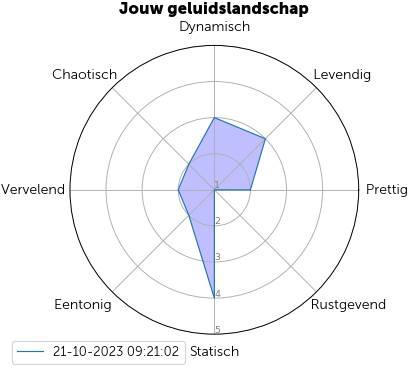 Jouw geluidslandschap
Dynamisch
Chaotisch
Levendig
1
Vervelend
Prettig
2
3
4
Eentonig
Rustgevend
5
21-10-2023 09:21:02
Statisch